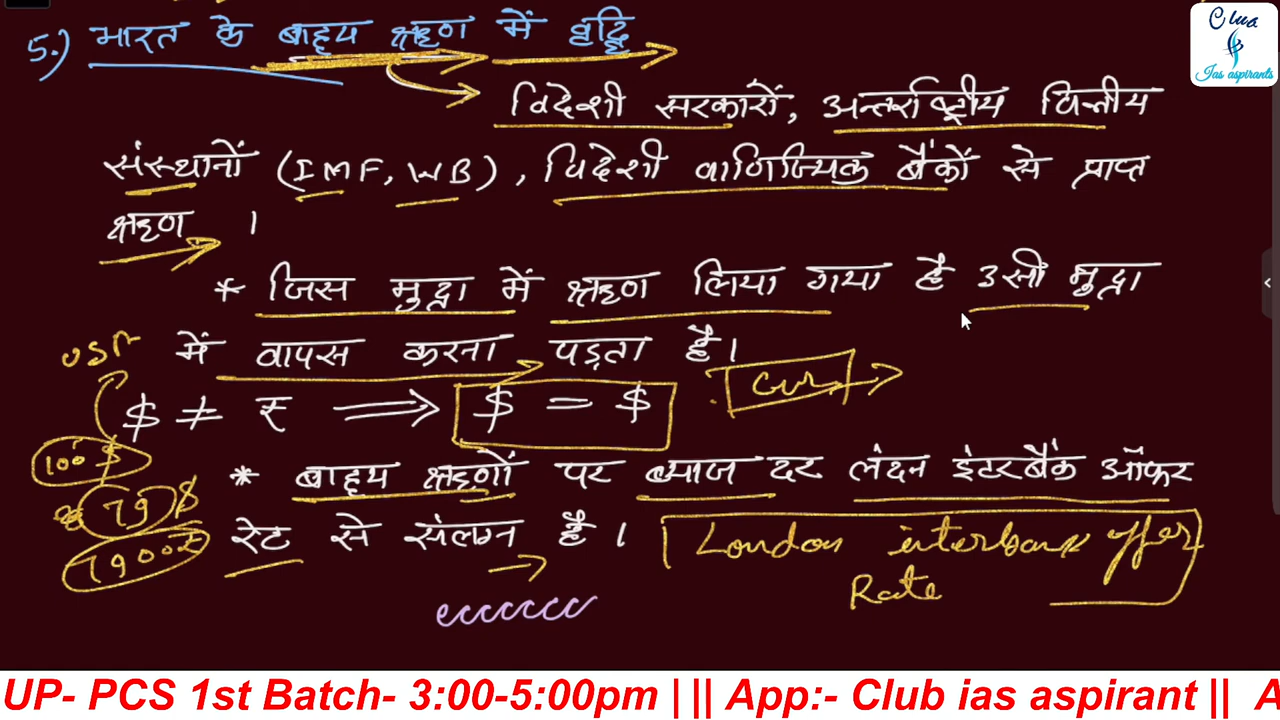 5.) भारत के बाह्य ऋण में वृद्धि
Club
Ias aspirants
विदेशी सरकारों, अन्तर्राष्ट्रीय वित्तीय
संस्थानों (IMF, WB), विदेशी वाणिज्यिक बैंकों से प्राप्त
ऋण ।
* जिस मुद्रा में ऋण लिया गया है उसी मुद्रा
USA में वापस करना पड़ता है।
$ ≠ ₹ ⟹ $ = $
100 $
* बाह्य ऋणों पर ब्याज दर लंदन इंटरबैंक ऑफर
79
7900₹ रेट से संलग्न है । London interbank offer
Rate
UP- PCS 1st Batch- 3:00-5:00pm | || App:- Club ias aspirant || A